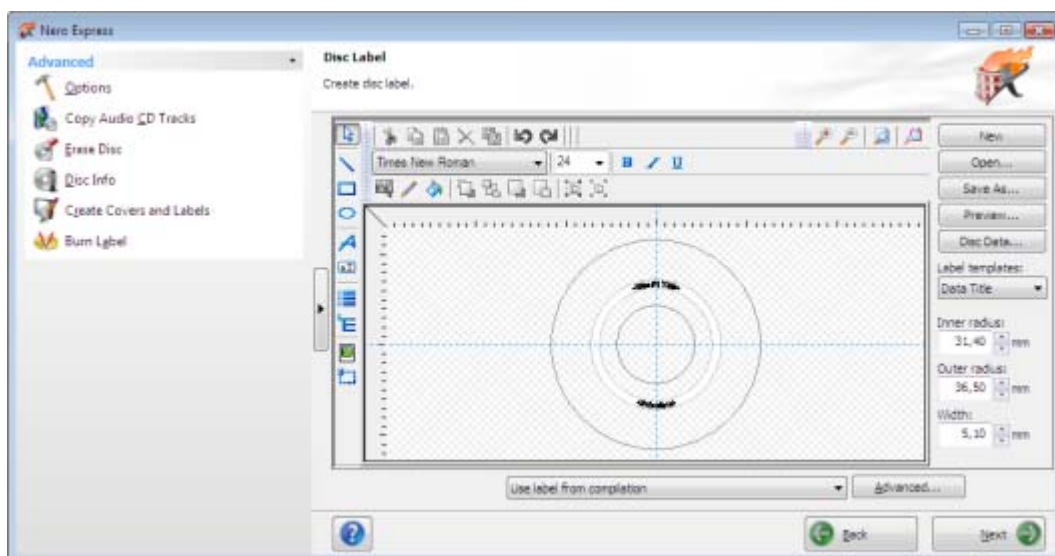 Nero Express
Advanced
Options
Copy Audio CD Tracks
Erase Disc
Disc Info
Create Covers and Labels
Burn Label
Disc Label
Create disc label.
Times New Roman
24
B
U
New
Open...
Save As...
Preview...
Disc Data...
Label templates:
Data Title
Inner radius:
31,40 mm
Outer radius:
36,50 mm
Width:
5,10 mm
Use label from compilation
Advanced...
?
Back
Next